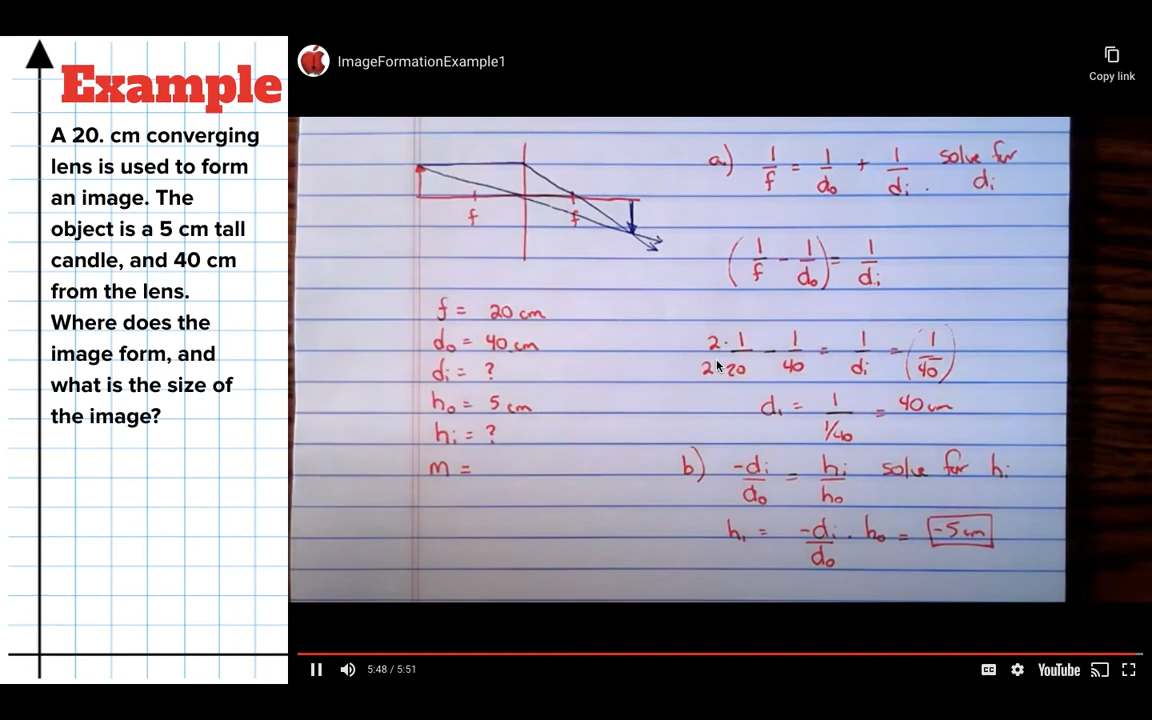 Example
A 20. cm converging
lens is used to form
an image. The
object is a 5 cm tall
candle, and 40 cm
from the lens.
Where does the
image form, and
what is the size of
the image?
ImageFormationExample1
Copy link
f
f
f = 20 cm
do = 40 cm
di = ?
ho = 5 cm
hi = ?
m =
a) 1/f = 1/do + 1/di . solve for di
(1/f - 1/do) = 1/di
2·1/2·20 - 1/40 = 1/di = (1/40)
di = 1/(1/40) = 40 cm
b) -di/do = hi/ho solve for hi
hi = -di/do · ho = -5 cm
5:48 / 5:51
CC
YouTube